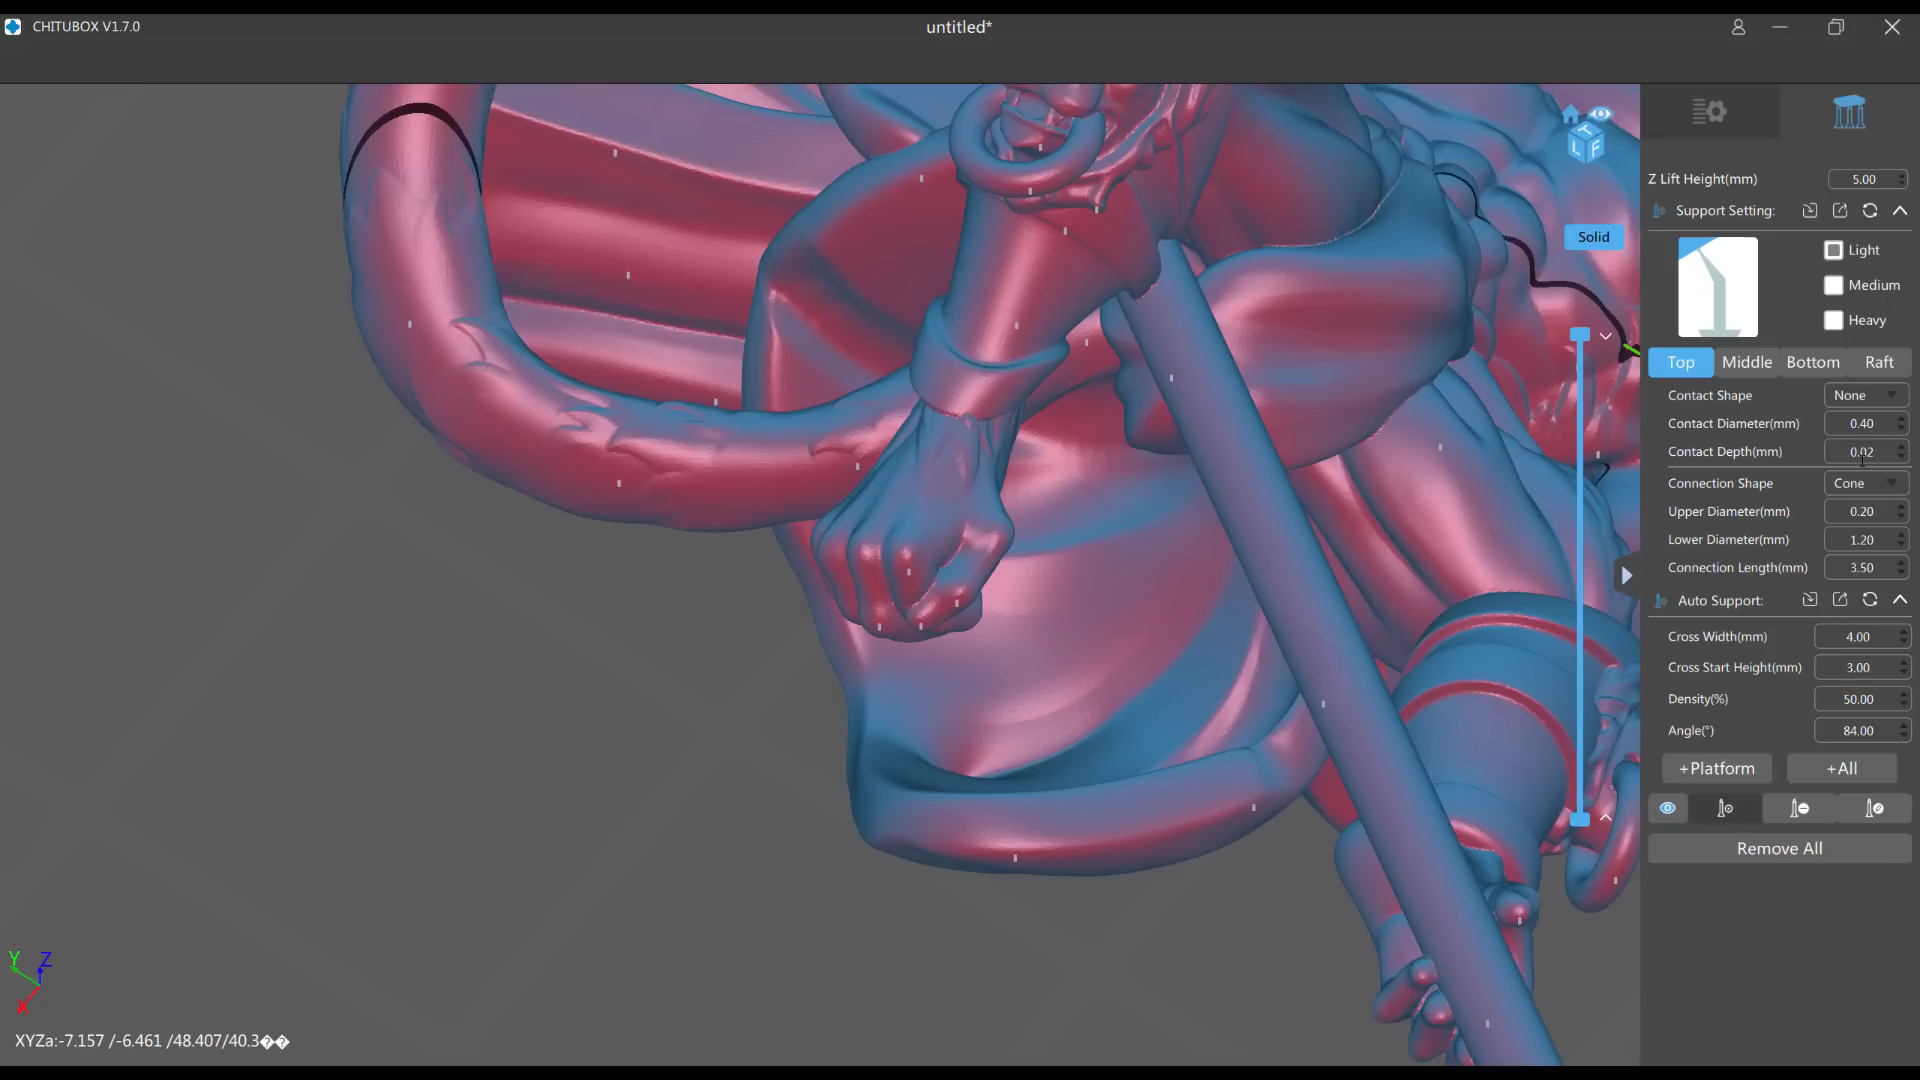 CHITUBOX V1.7.0
untitled*
T
L F
Z Lift Height(mm) 5.00
Support Setting:
Solid
Light
Medium
Heavy
Top Middle Bottom Raft
Contact Shape None
Contact Diameter(mm) 0.40
Contact Depth(mm) 0.02
Connection Shape Cone
Upper Diameter(mm) 0.20
Lower Diameter(mm) 1.20
Connection Length(mm) 3.50
Auto Support:
Cross Width(mm) 4.00
Cross Start Height(mm) 3.00
Density(%) 50.00
Angle(°) 84.00
+Platform +All
Remove All
Y Z
X
XYZa:-7.157 /-6.461 /48.407/40.3��